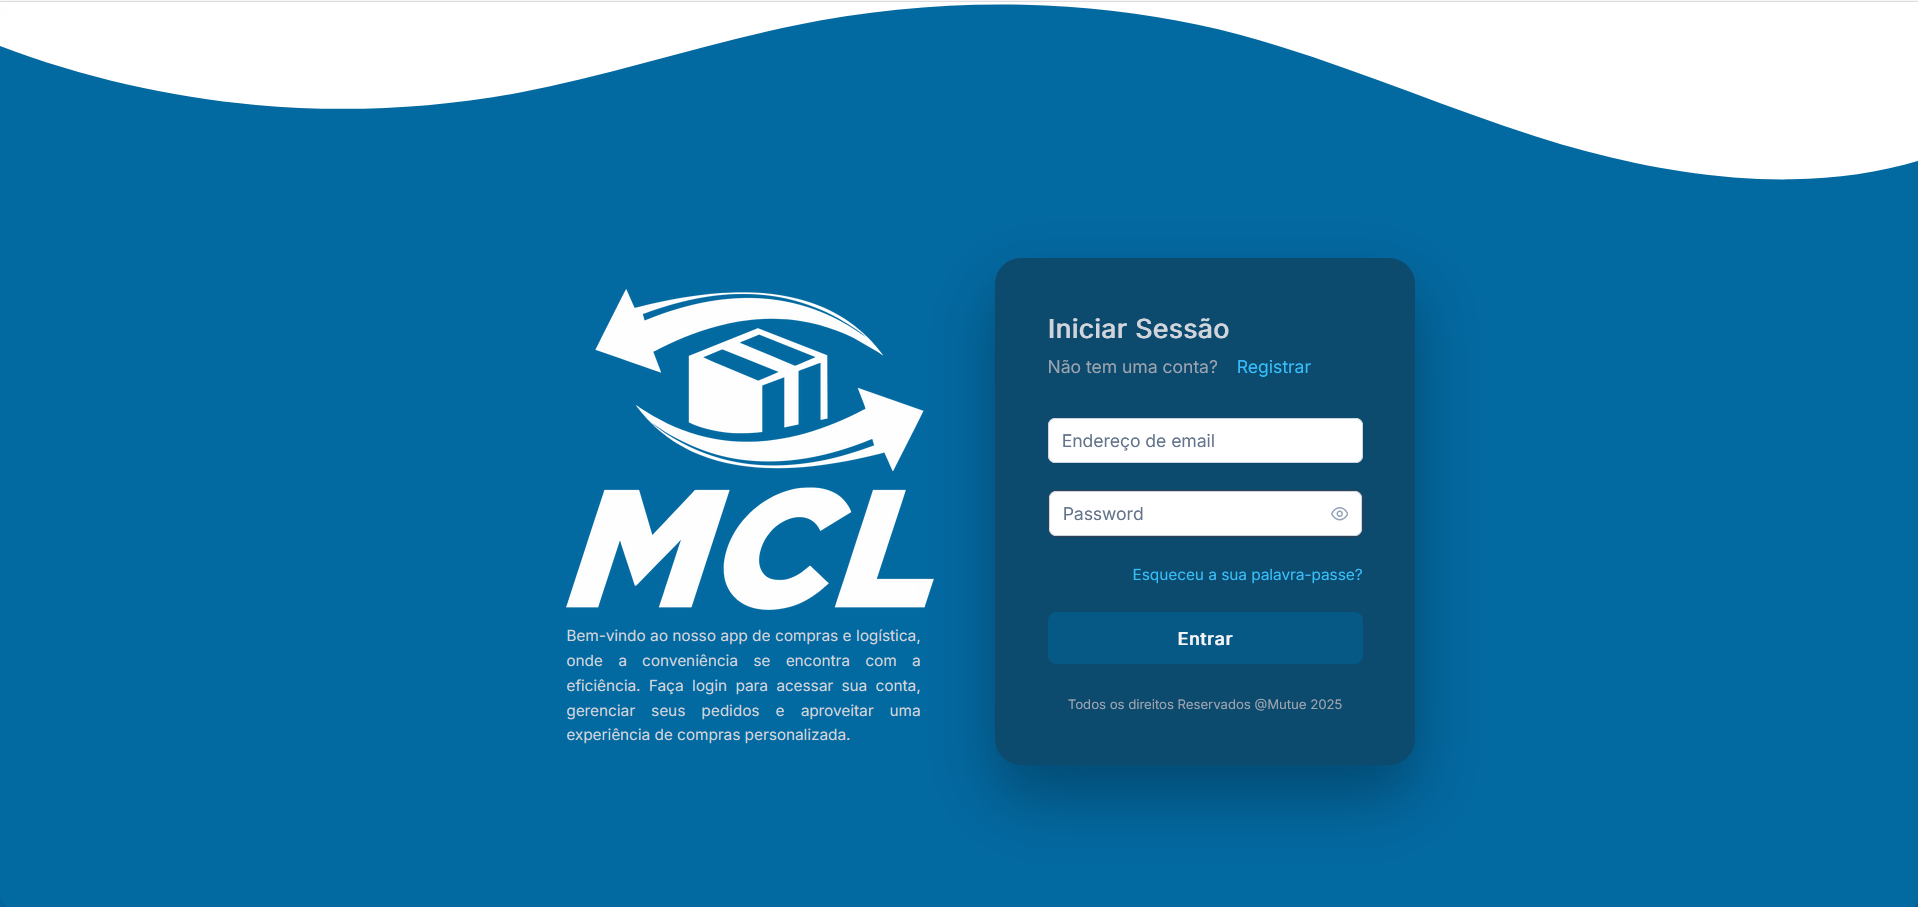 MCL
Bem-vindo ao nosso app de compras e logística,
onde a conveniência se encontra com a
eficiência. Faça login para acessar sua conta,
gerenciar seus pedidos e aproveitar uma
experiência de compras personalizada.
Iniciar Sessão
Não tem uma conta? Registrar
Endereço de email
Password
Esqueceu a sua palavra-passe?
Entrar
Todos os direitos Reservados @Mutue 2025